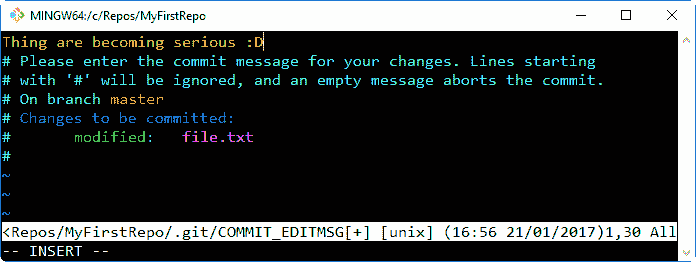 MINGW64:/c/Repos/MyFirstRepo
Thing are becoming serious :D
# Please enter the commit message for your changes. Lines starting
# with '#' will be ignored, and an empty message aborts the commit.
# On branch master
# Changes to be committed:
#       modified:   file.txt
#
~
~
~
<Repos/MyFirstRepo/.git/COMMIT_EDITMSG[+] [unix] (16:56 21/01/2017)1,30 All
-- INSERT --